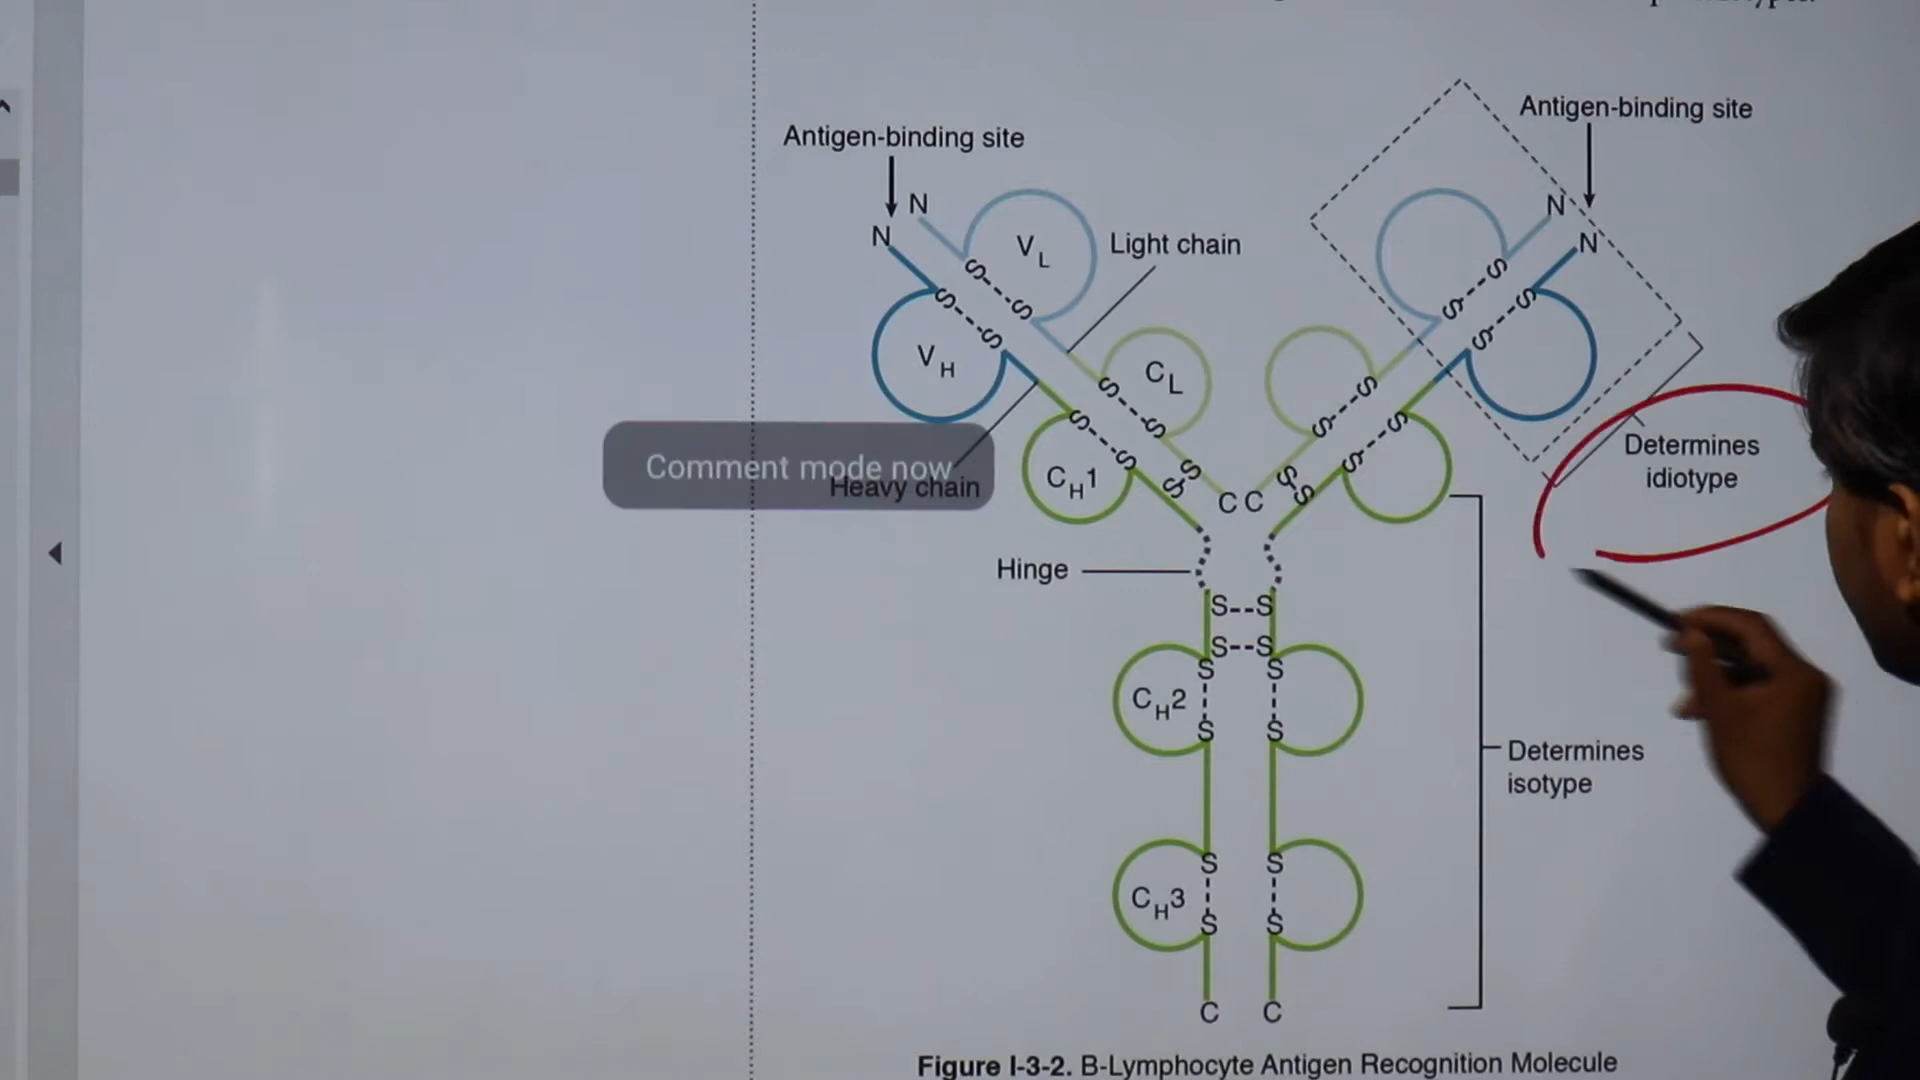 Antigen-binding site
Antigen-binding site
N
N
N
N
V L
Light chain
S
S
S
S
S
S
S
S
V H
C L
S
S
S
S
S
S
S
S
C H 1
Comment mode now
Heavy chain
S
S
S
S
C C
Determines
idiotype
Hinge
S--S
S--S
S
S
C H 2
S
S
Determines
isotype
S
S
C H 3
S
S
C
C
Figure I-3-2. B-Lymphocyte Antigen Recognition Molecule